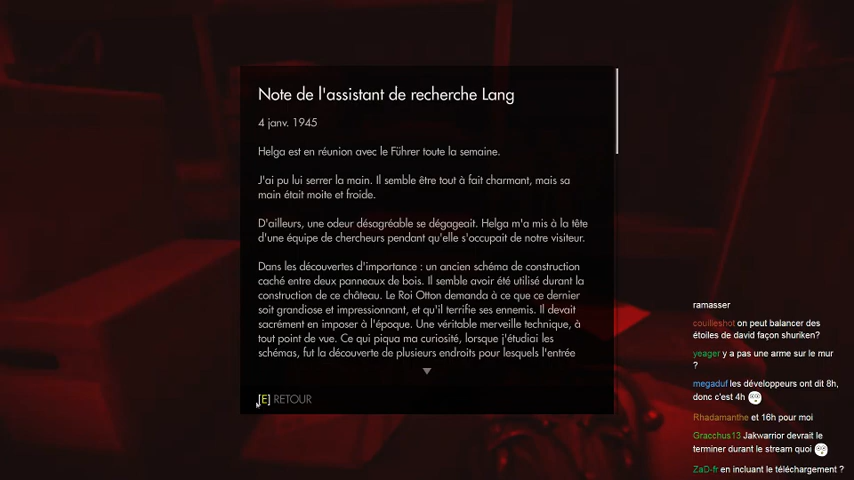 Note de l'assistant de recherche Lang
4 janv. 1945
Helga est en réunion avec le Führer toute la semaine.
J'ai pu lui serrer la main. Il semble être tout à fait charmant, mais sa
main était moite et froide.
D'ailleurs, une odeur désagréable se dégageait. Helga m'a mis à la tête
d'une équipe de chercheurs pendant qu'elle s'occupait de notre visiteur.
Dans les découvertes d'importance : un ancien schéma de construction
caché entre deux panneaux de bois. Il semble avoir été utilisé durant la
construction de ce château. Le Roi Otton demanda à ce que ce dernier
soit grandiose et impressionnant, et qu'il terrifie ses ennemis. Il devait
sacrément en imposer à l'époque. Une véritable merveille technique, à
tout point de vue. Ce qui piqua ma curiosité, lorsque j'étudiai les
schémas, fut la découverte de plusieurs endroits pour lesquels l'entrée
[E] RETOUR
ramasser
couilleshot on peut balancer des
étoiles de david façon shuriken?
yeager y a pas une arme sur le mur
?
megaduf les développeurs ont dit 8h,
donc c'est 4h
Rhadamanthe et 16h pour moi
Gracchus13 Jakwarrior devrait le
terminer durant le stream quoi
ZaD-fr en incluant le téléchargement ?